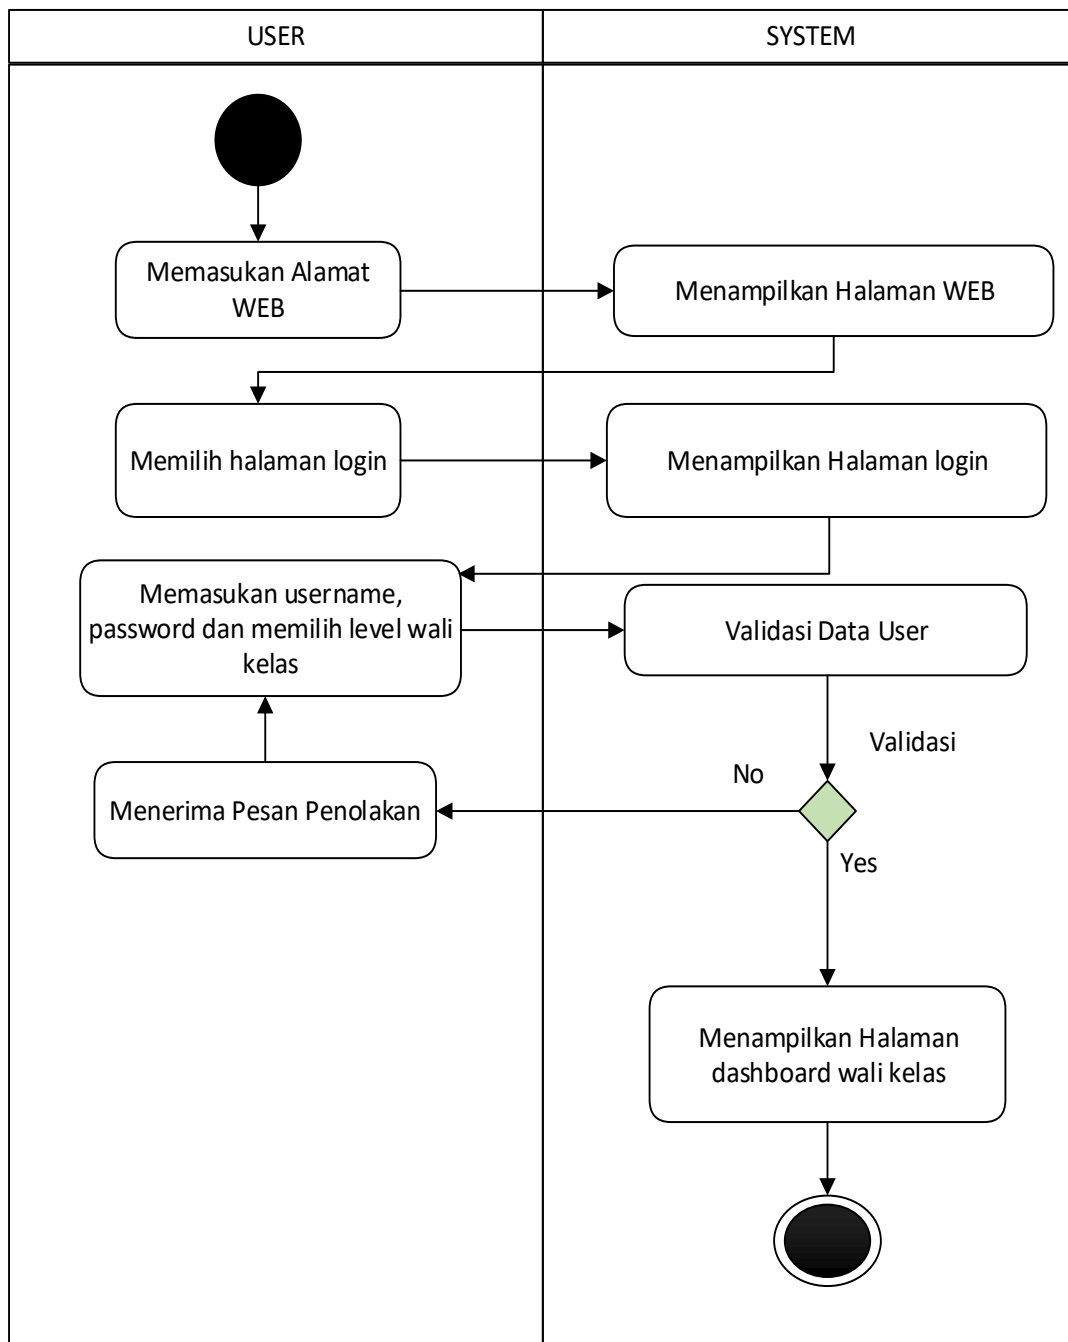 USER
SYSTEM
Memasukan Alamat
WEB
Menampilkan Halaman WEB
Memilih halaman login
Menampilkan Halaman login
Memasukan username,
password dan memilih level wali
kelas
Validasi Data User
Validasi
No
Menerima Pesan Penolakan
Yes
Menampilkan Halaman
dashboard wali kelas